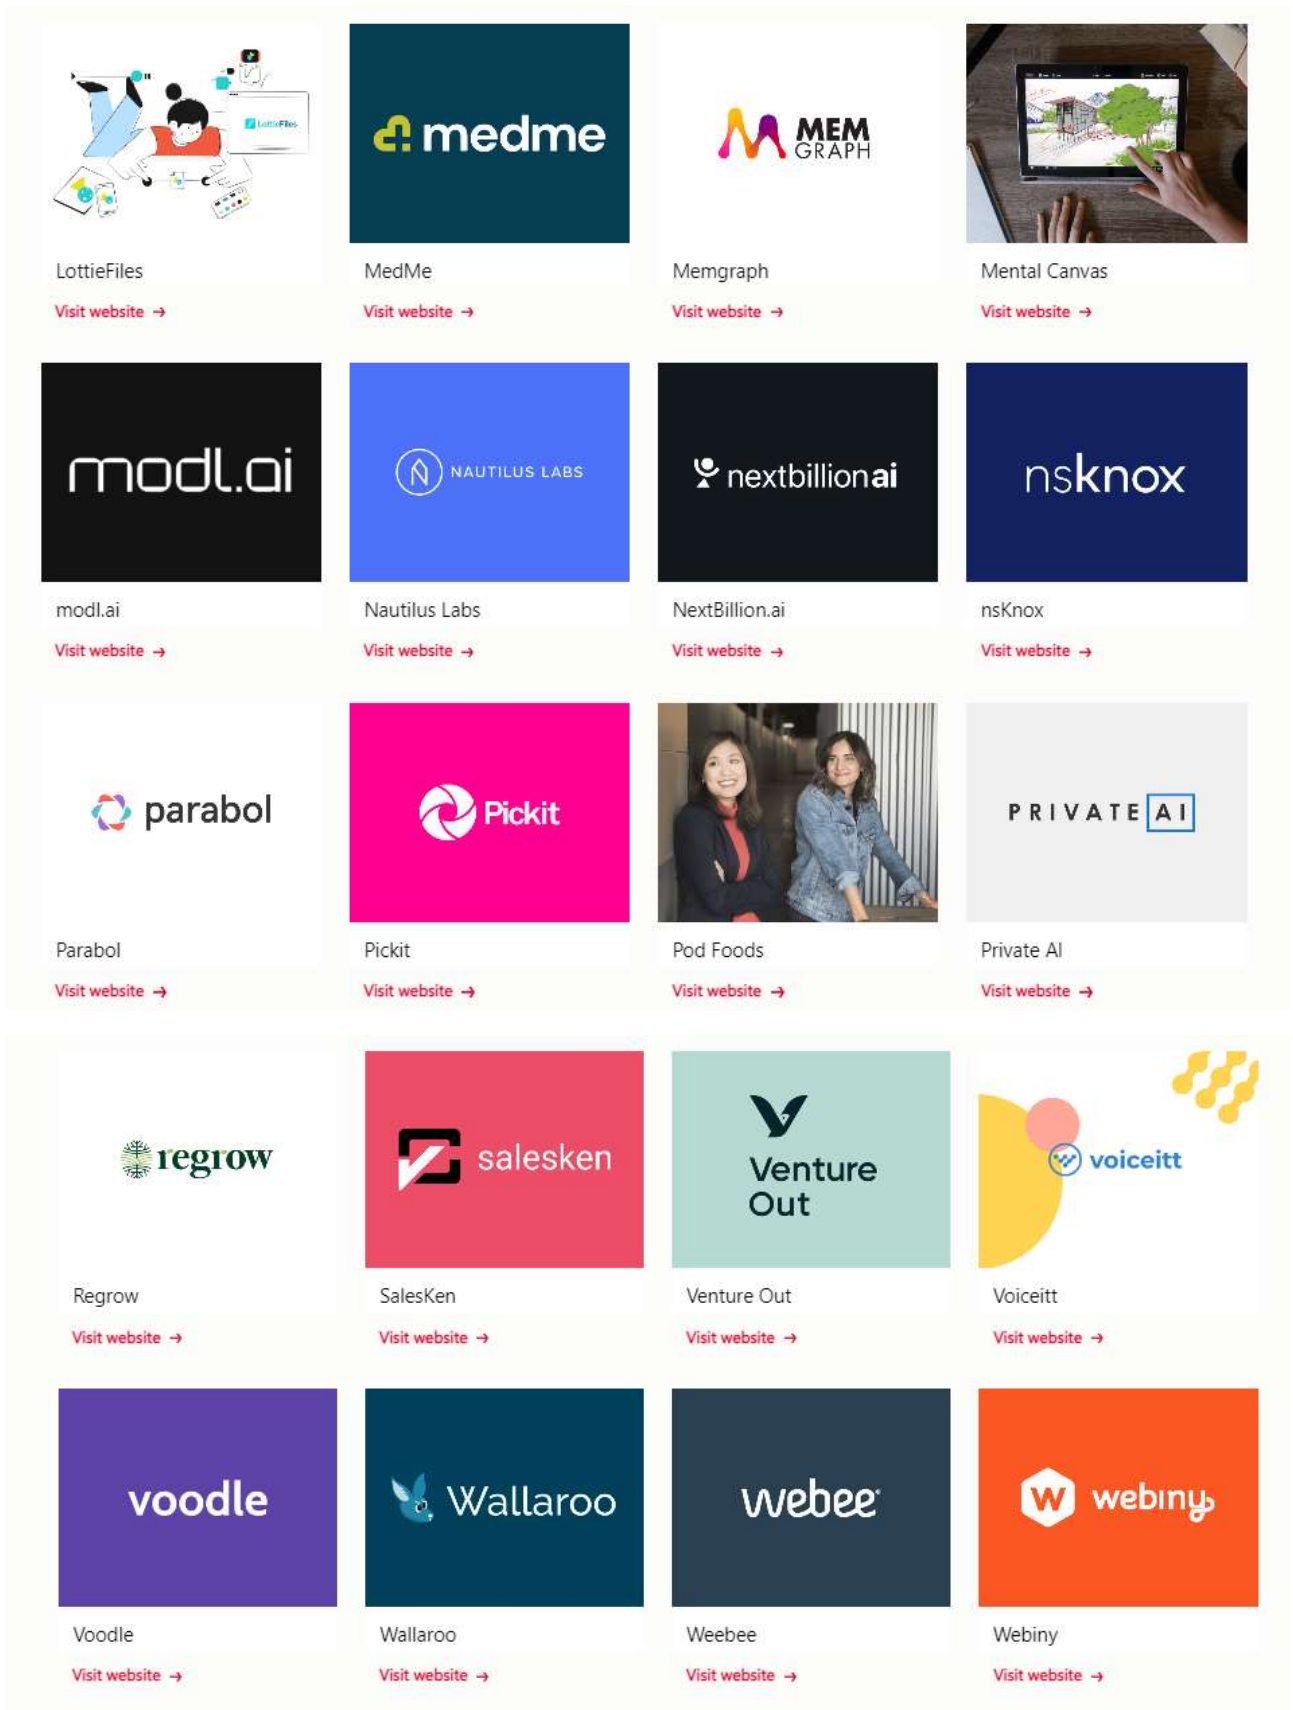 LottieFiles
medme
MEM
GRAPH
LottieFiles
MedMe
Memgraph
Mental Canvas
Visit website →
Visit website →
Visit website →
Visit website →
modl.ai
NAUTILUS LABS
nextbillionai
nsknox
modl.ai
Nautilus Labs
NextBillion.ai
nsKnox
Visit website →
Visit website →
Visit website →
Visit website →
parabol
Pickit
PRIVATE AI
Parabol
Pickit
Pod Foods
Private AI
Visit website →
Visit website →
Visit website →
Visit website →
regrow
salesken
Venture
Out
voiceitt
Regrow
SalesKen
Venture Out
Voiceitt
Visit website →
Visit website →
Visit website →
Visit website →
voodle
Wallaroo
webee
W webiny
Voodle
Wallaroo
Weebee
Webiny
Visit website →
Visit website →
Visit website →
Visit website →